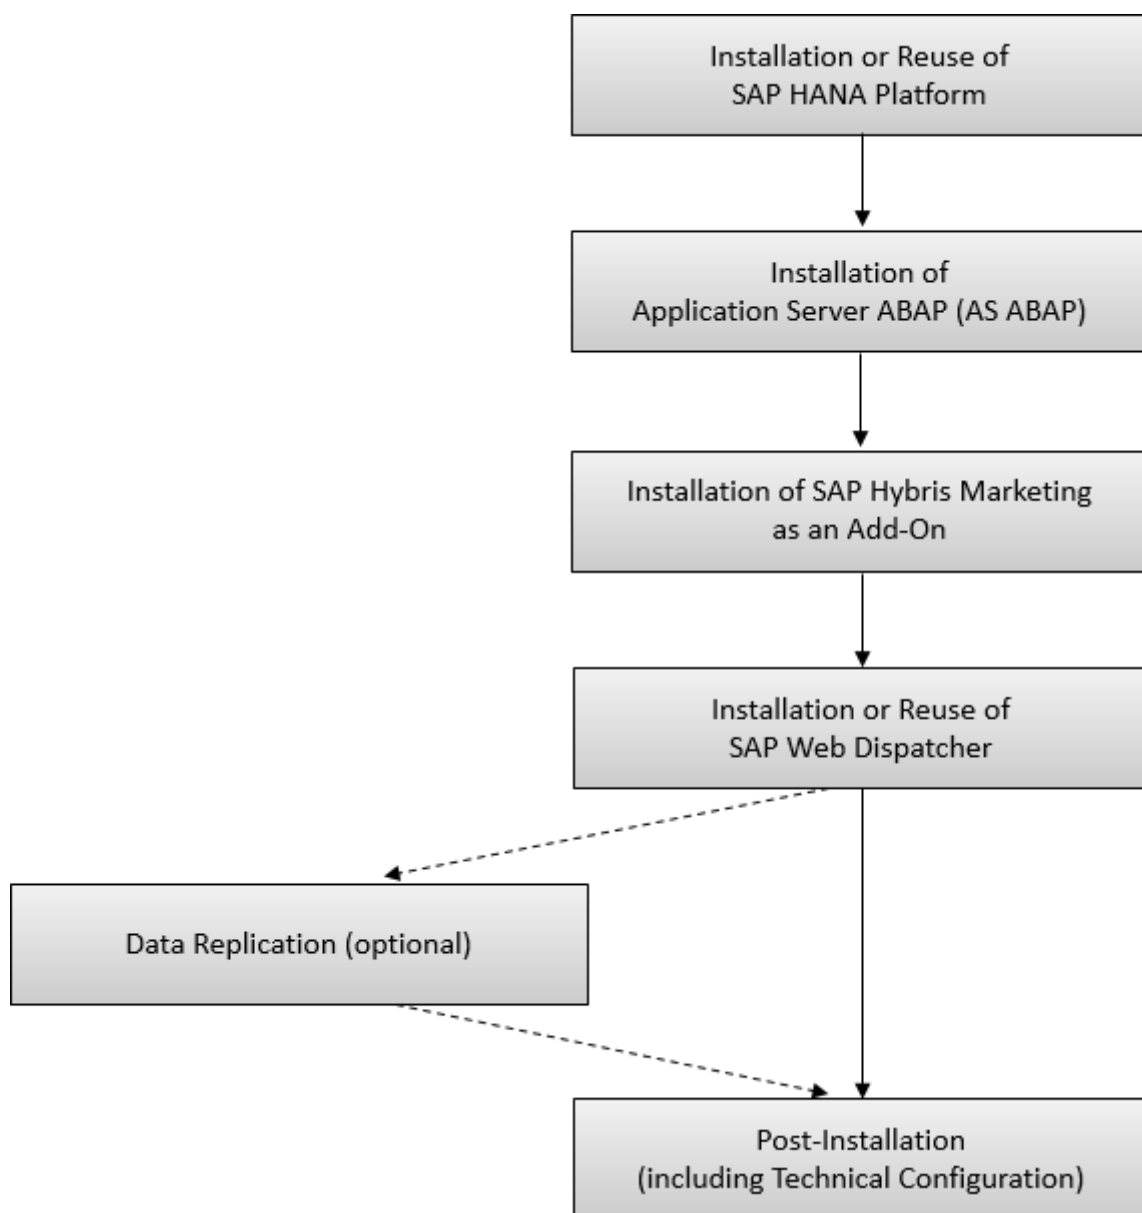 Installation or Reuse of
SAP HANA Platform
Installation of
Application Server ABAP (AS ABAP)
Installation of SAP Hybris Marketing
as an Add-On
Installation or Reuse of
SAP Web Dispatcher
Data Replication (optional)
Post-Installation
(including Technical Configuration)